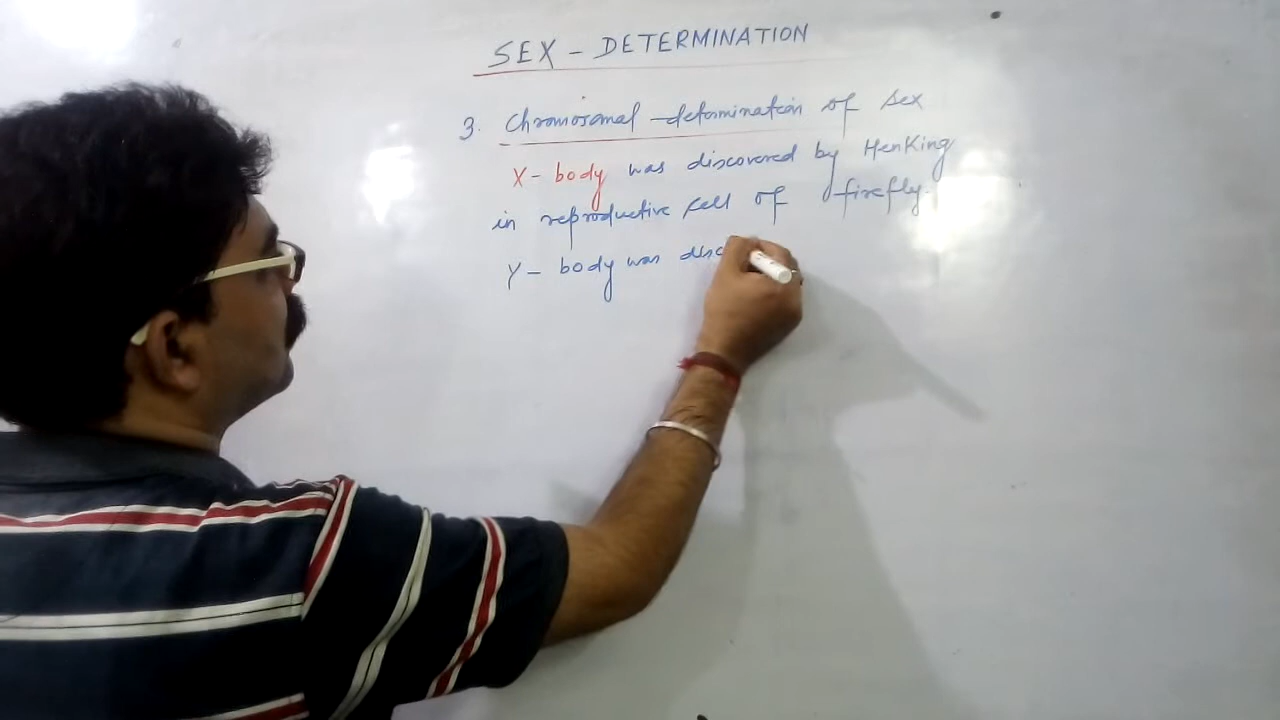 SEX - DETERMINATION
3. Chromosomal - determination of sex
X - body was discovered by HenKing
in reproductive cell of firefly.
Y - body was disc